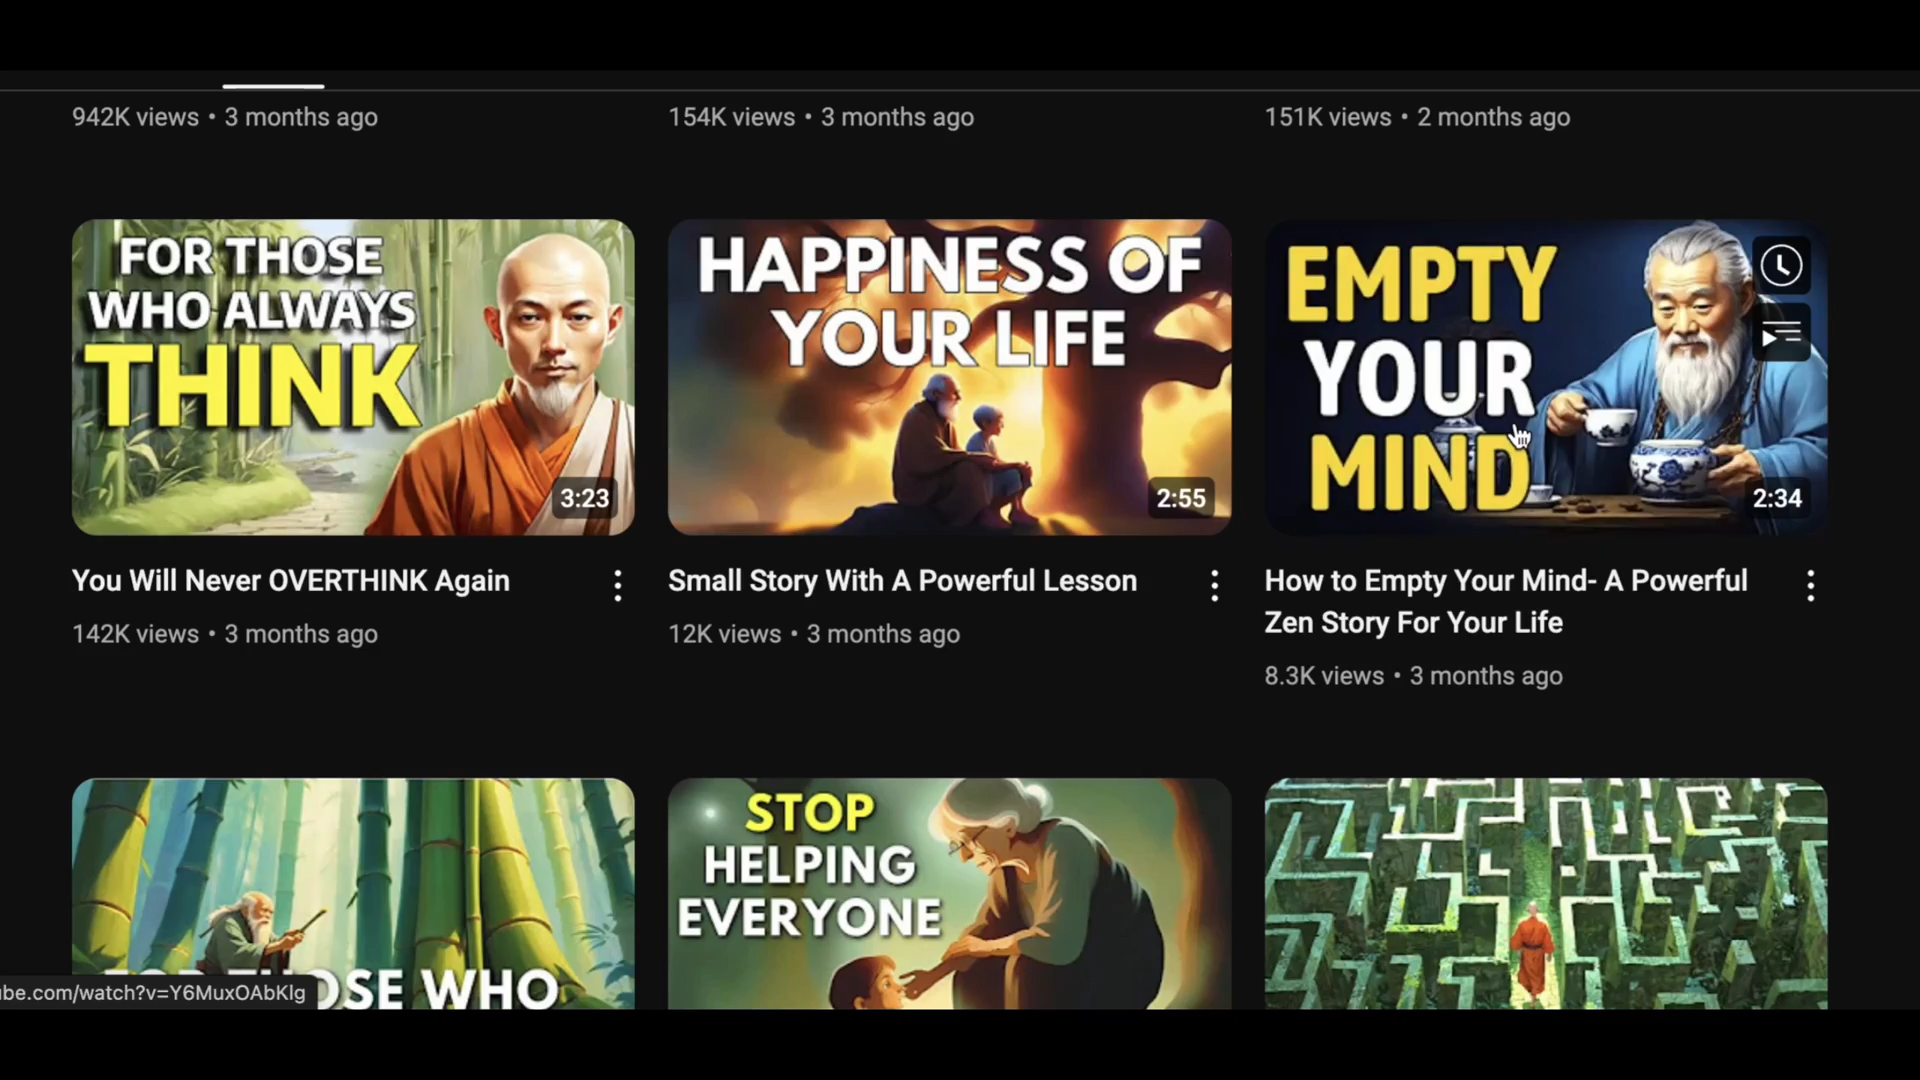 942K views • 3 months ago
154K views • 3 months ago
151K views • 2 months ago
FOR THOSE
WHO ALWAYS
THINK
3:23
HAPPINESS OF
YOUR LIFE
2:55
EMPTY
YOUR
MIND
2:34
You Will Never OVERTHINK Again
142K views • 3 months ago
Small Story With A Powerful Lesson
12K views • 3 months ago
How to Empty Your Mind- A Powerful
Zen Story For Your Life
8.3K views • 3 months ago
STOP
HELPING
EVERYONE
FOR THOSE WHO
ube.com/watch?v=Y6MuxOAbKlg